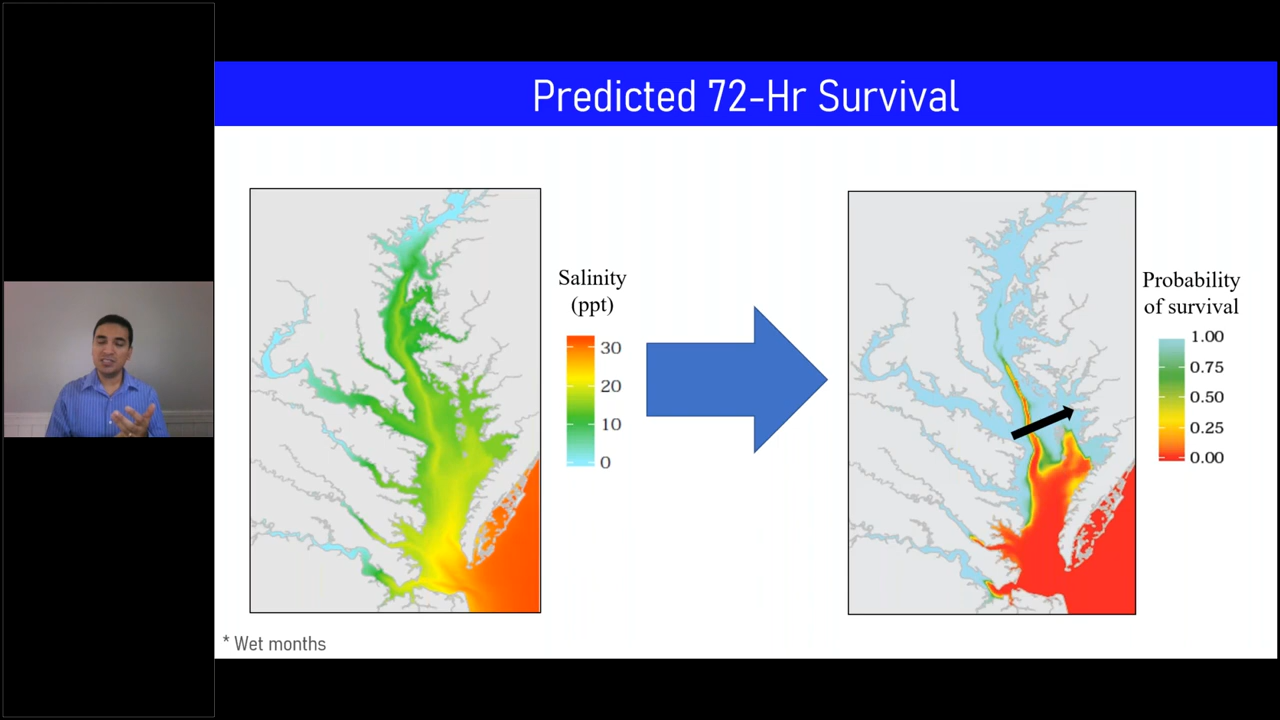 Predicted 72-Hr Survival
Salinity
(ppt)
30
20
10
0
Probability
of survival
1.00
0.75
0.50
0.25
0.00
* Wet months